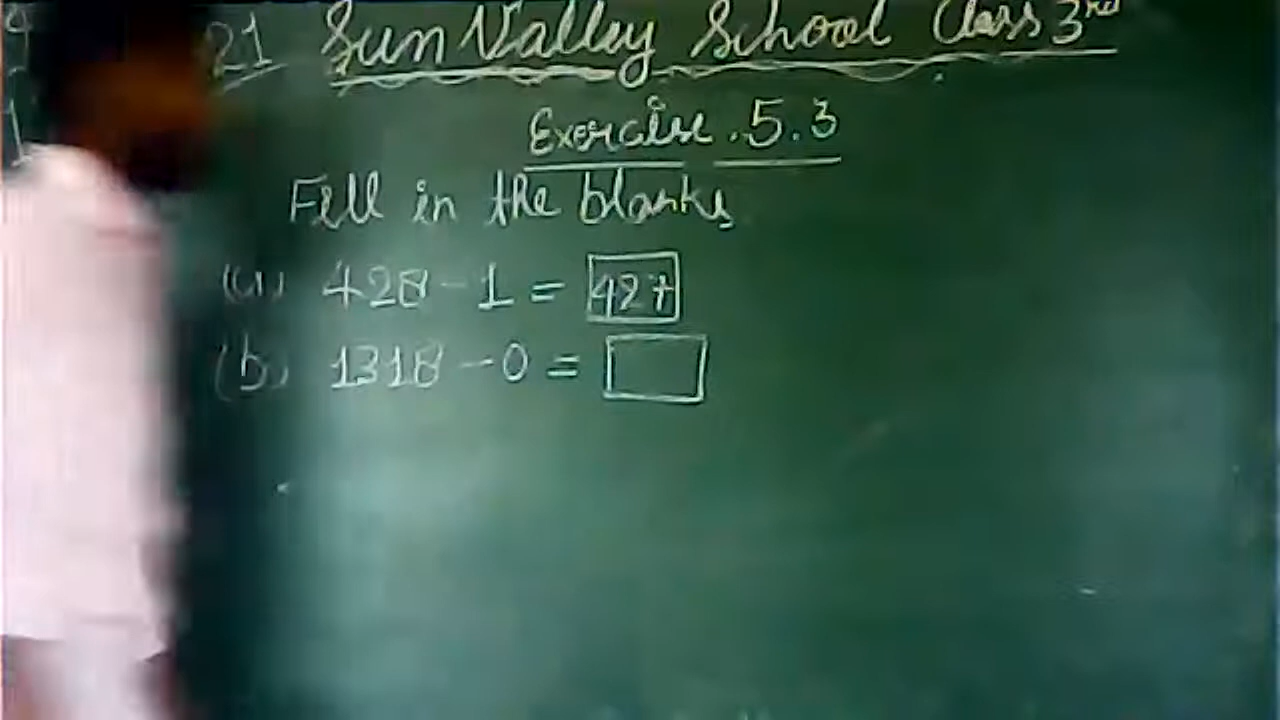 21 Sun Valley School Class 3rd
Exercise. 5.3
Fill in the blanks
(a) 428 - 1 = 427
(b) 1318 - 0 =